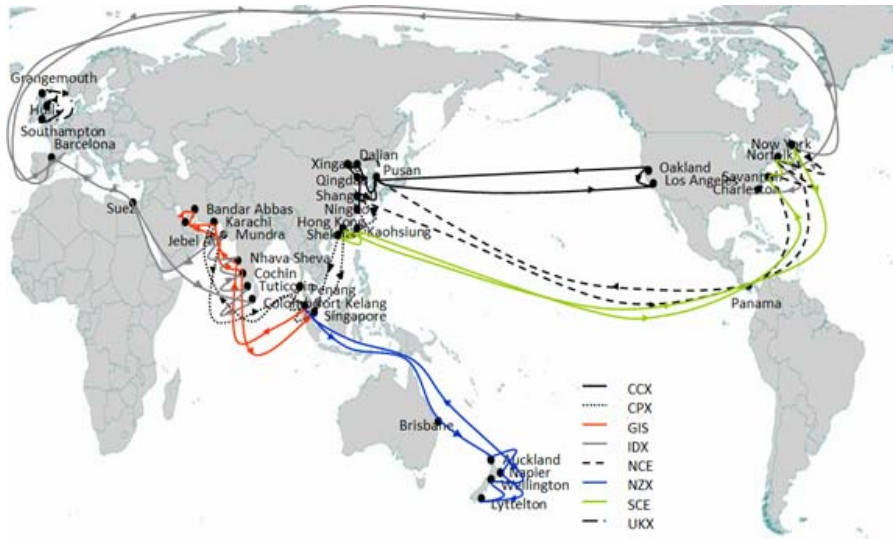 Grangemouth
Hull
Southampton
Barcelona
Suez
Bandar Abbas
Karachi
Jebel Ali
Mundra
Nhava Sheva
Cochin
Tuticorin
Colombo
Penang
Port Kelang
Singapore
Xingang
Dalian
Pusan
Qingdao
Shanghai
Ningbo
Hong Kong
Shekou
Kaohsiung
Oakland
Los Angeles
Now York
Norfolk
Savannah
Charleston
Panama
Brisbane
Auckland
Napier
Wellington
Lyttelton
CCX
CPX
GIS
IDX
NCE
NZX
SCE
UKX